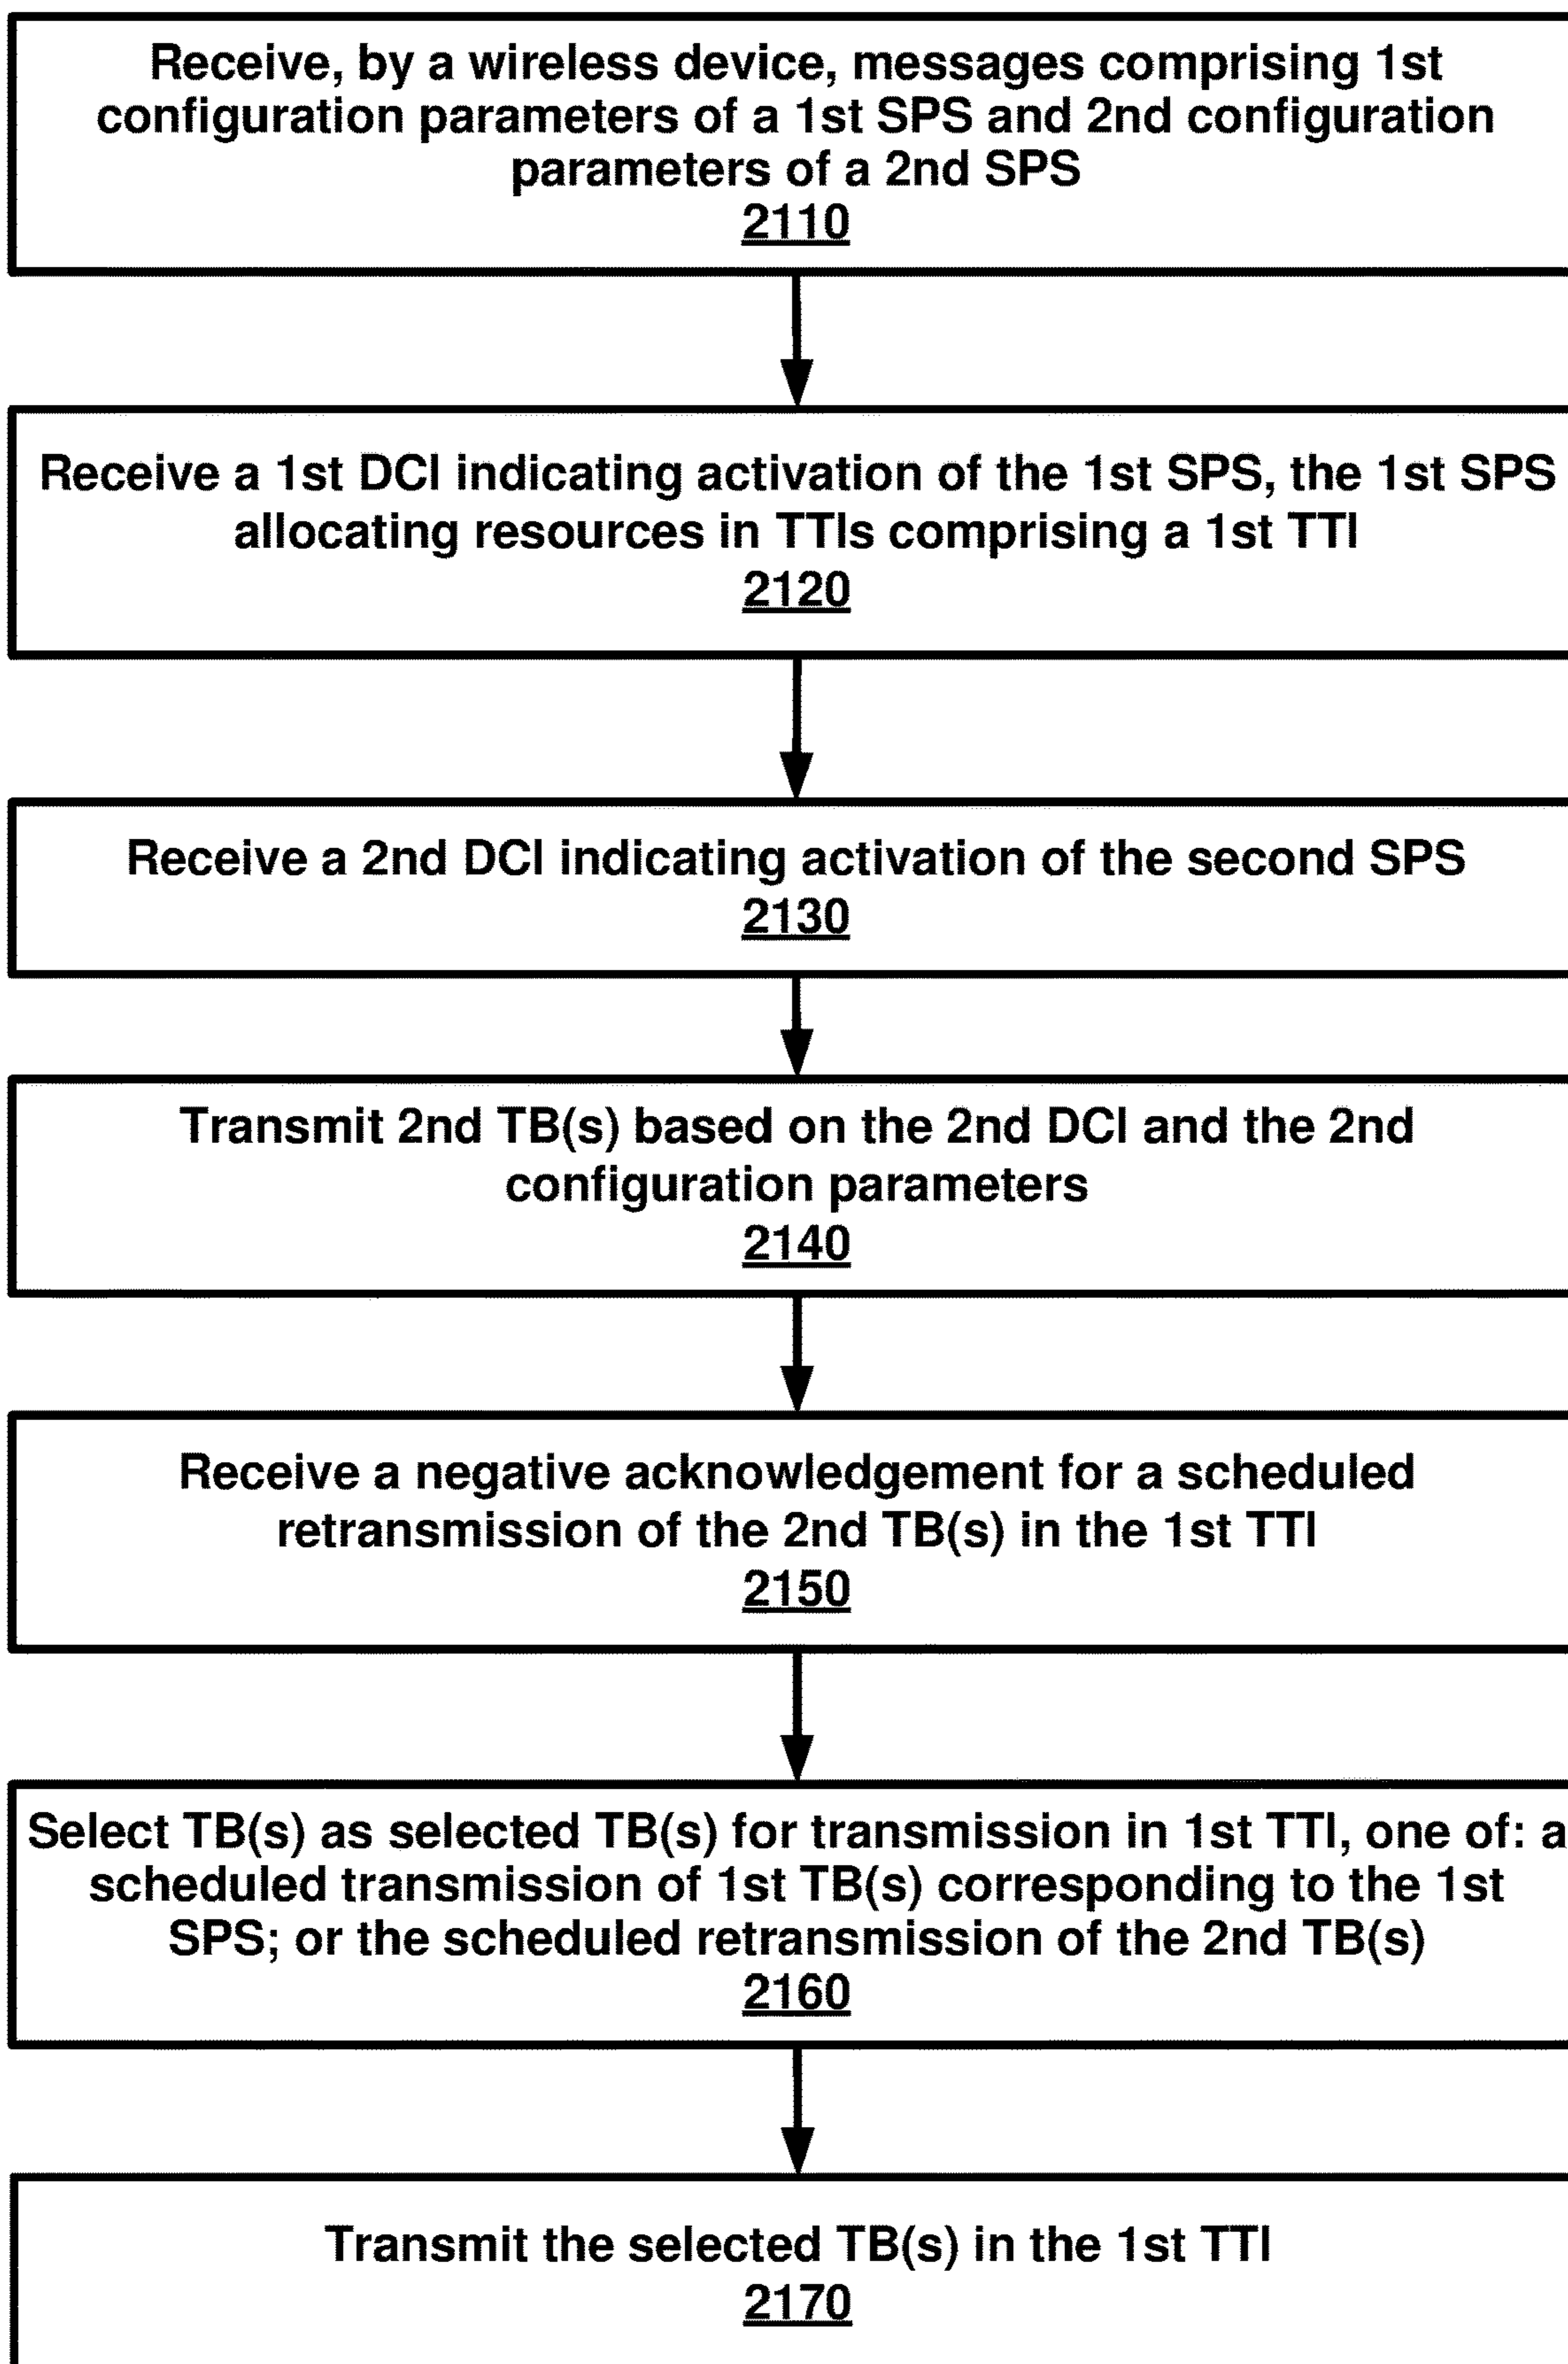 Receive, by a wireless device, messages comprising 1st
configuration parameters of a 1st SPS and 2nd configuration
parameters of a 2nd SPS
2110
Receive a 1st DCI indicating activation of the 1st SPS, the 1st SPS
allocating resources in TTIs comprising a 1st TTI
2120
Receive a 2nd DCI indicating activation of the second SPS
2130
Transmit 2nd TB(s) based on the 2nd DCI and the 2nd
configuration parameters
2140
Receive a negative acknowledgement for a scheduled
retransmission of the 2nd TB(s) in the 1st TTI
2150
Select TB(s) as selected TB(s) for transmission in 1st TTI, one of: a
scheduled transmission of 1st TB(s) corresponding to the 1st
SPS; or the scheduled retransmission of the 2nd TB(s)
2160
Transmit the selected TB(s) in the 1st TTI
2170